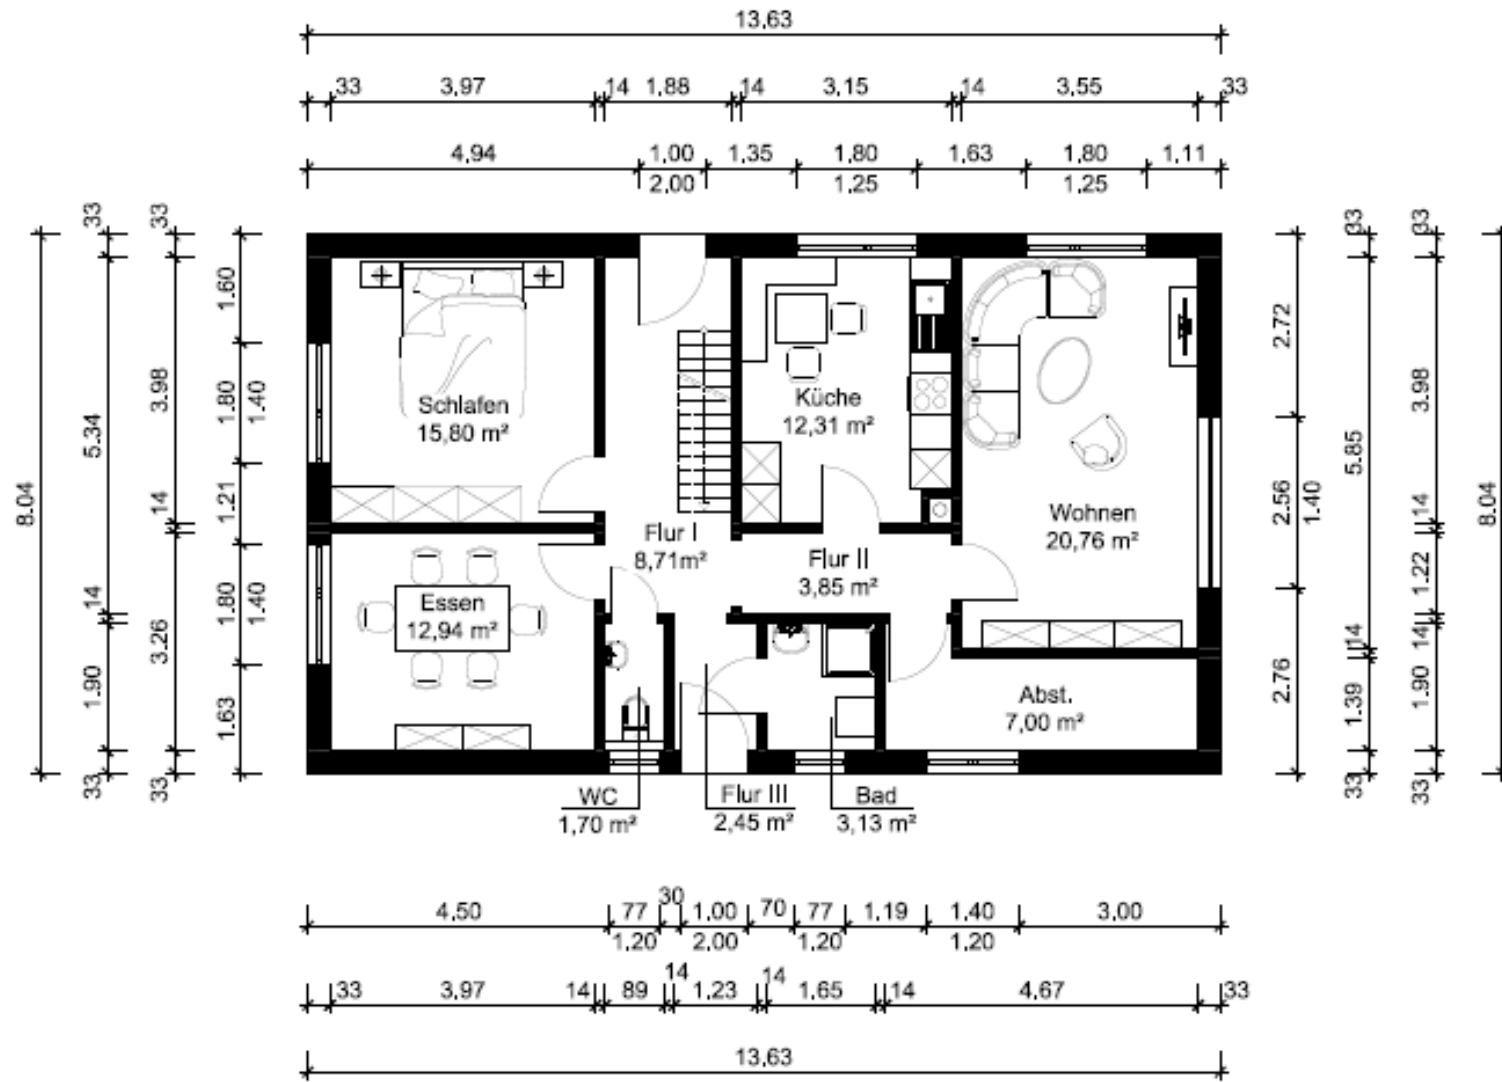 13,63
33 3,97 14 1,88 14 3,15 14 3,55 33
4,94 1,00 1,35 1,80 1,63 1,80 1,11
2,00 1,25 1,25
8,04
33 5,34 14 1,90 33
33 3,98 14 3,26 33
1,60 1,80 1,21 1,80 1,63
1,40 1,40
Schlafen
15,80 m²
Küche
12,31 m²
Wohnen
20,76 m²
Flur I
8,71m²
Flur II
3,85 m²
Essen
12,94 m²
Abst.
7,00 m²
WC
1,70 m²
Flur III
2,45 m²
Bad
3,13 m²
2,72 2,56 2,76
1,40
33 5,85 14 1,39 33
33 3,98 14 1,22 14 1,90 33
8,04
4,50 77 30 1,00 70 77 1,19 1,40 3,00
1,20 2,00 1,20 1,20
33 3,97 14 89 14 1,23 14 1,65 14 4,67 33
13,63